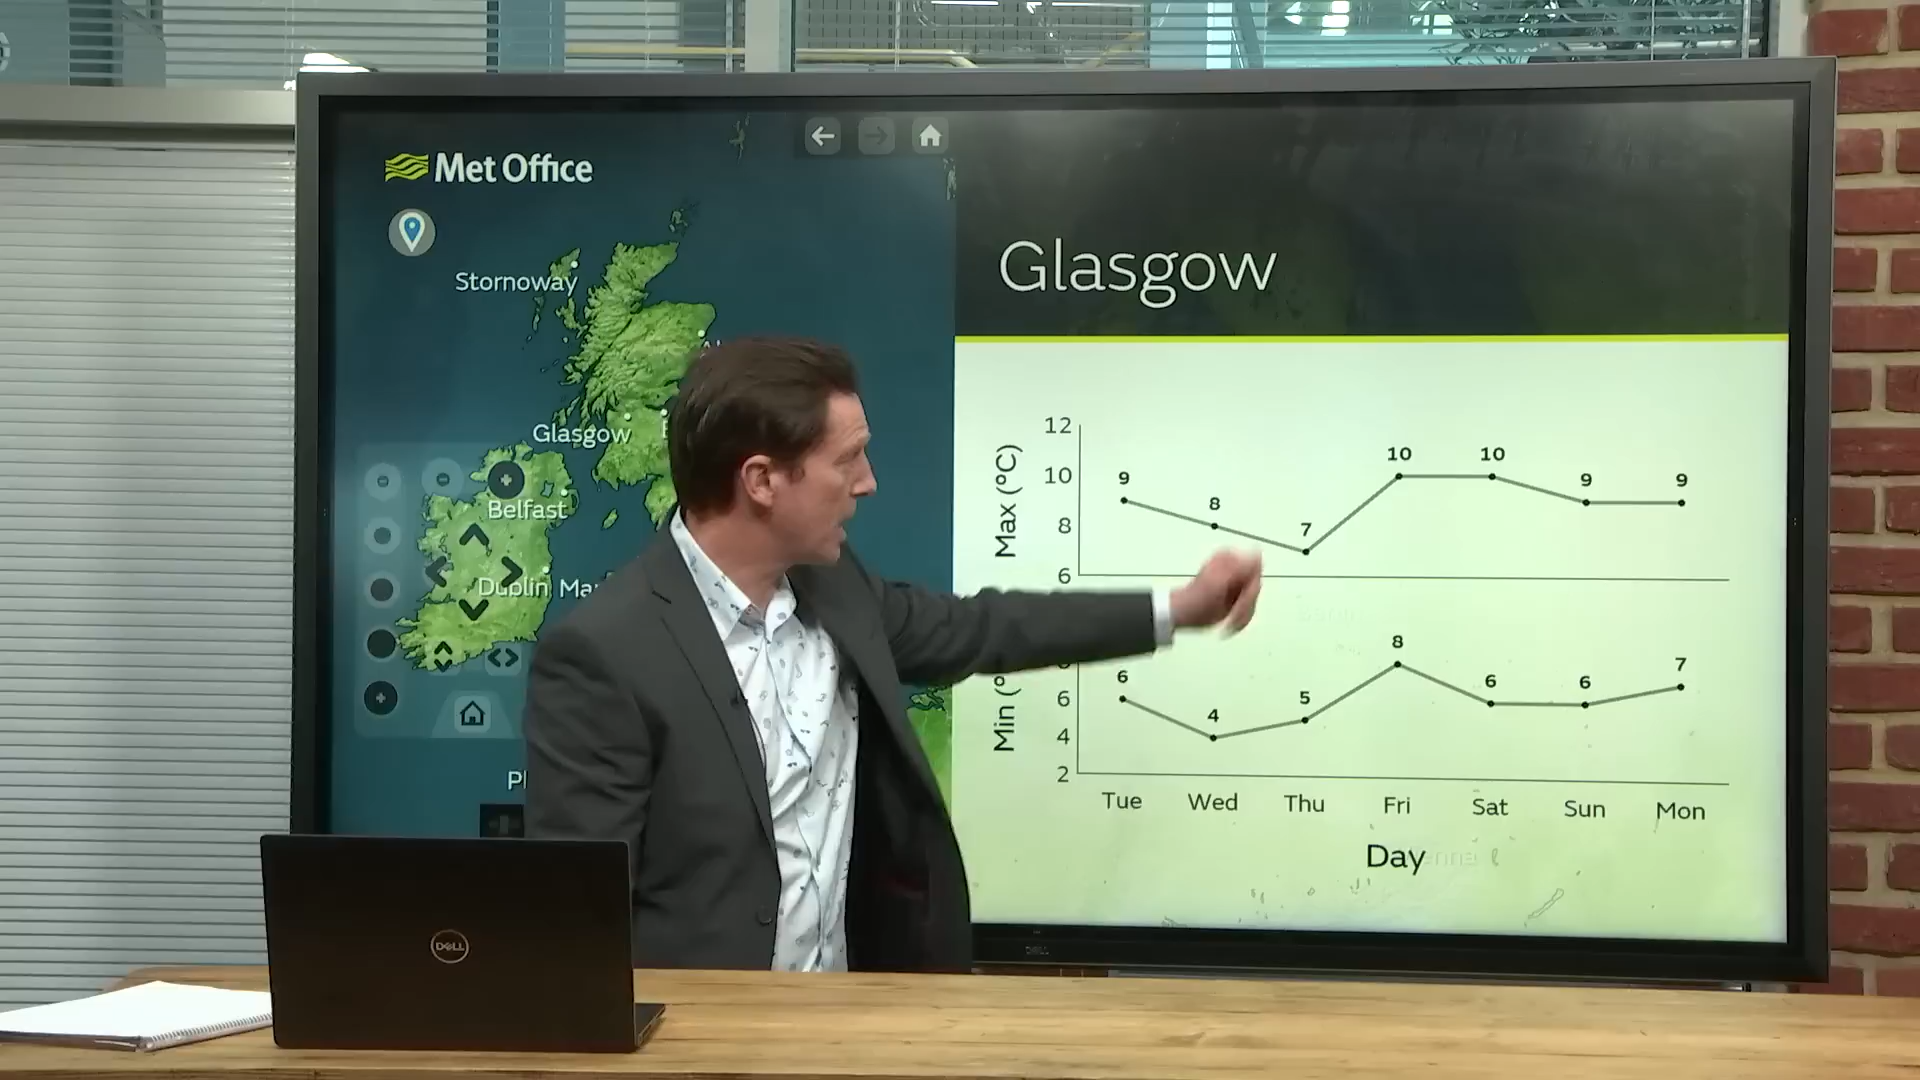 Met Office
Stornoway
Glasgow
Belfast
Dublin
Glasgow
Max (°C)
12
10
8
6
9
8
7
10
10
9
9
Min (°
6
4
2
6
4
5
8
6
6
7
Tue Wed Thu Fri Sat Sun Mon
Day
DELL
DELL